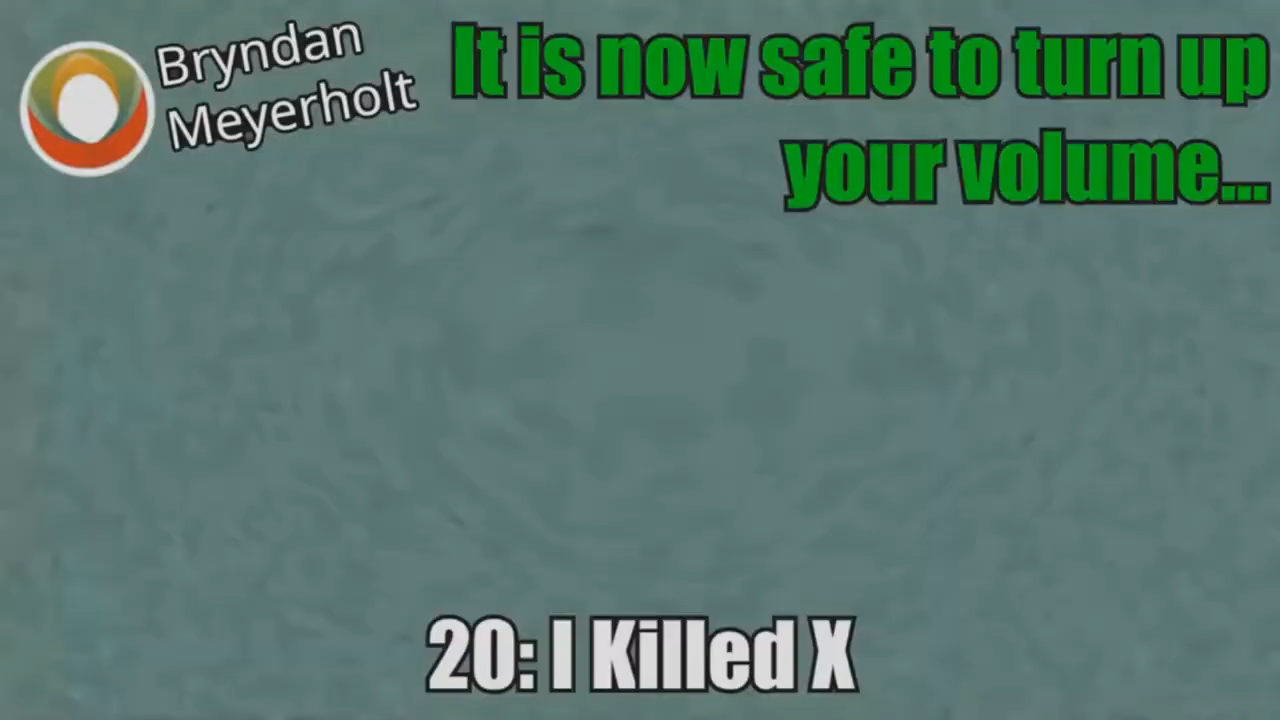 Bryndan
Meyerholt
It is now safe to turn up
your volume...
20: I Killed X